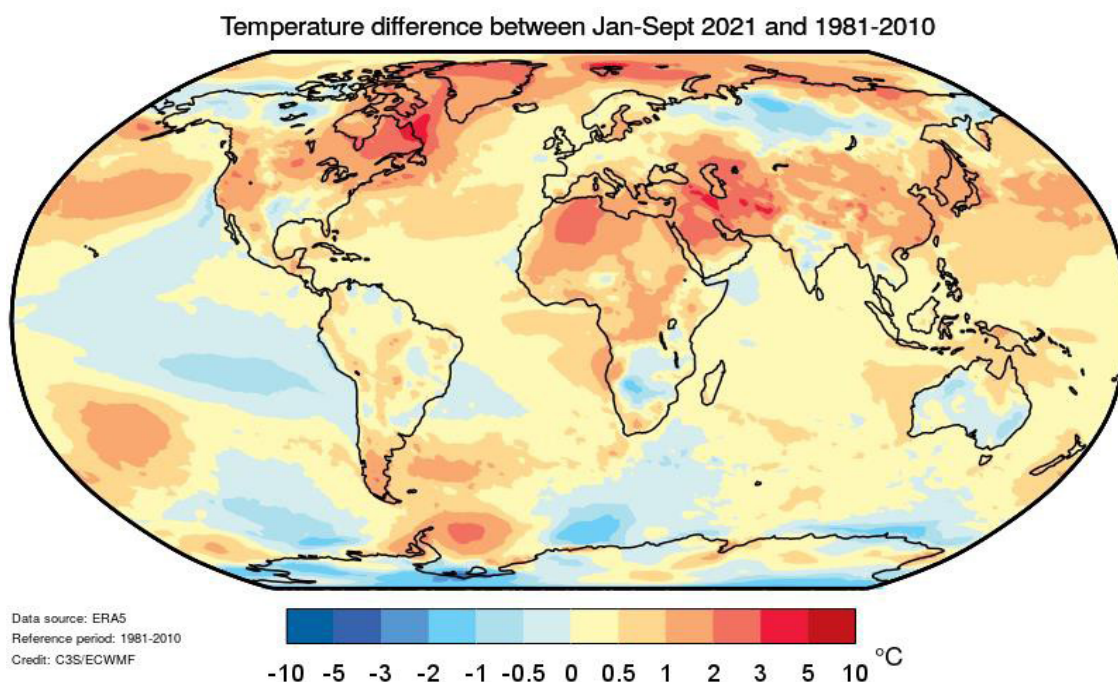 Temperature difference between Jan-Sept 2021 and 1981-2010
Data source: ERA5
Reference period: 1981-2010
Credit: C3S/ECWMF
-10 -5 -3 -2 -1 -0.5 0 0.5 1 2 3 5 10 °C